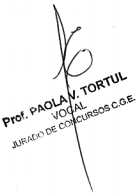 Prof. PAOLA V. TORTUL
VOCAL
JURADO DE CONCURSOS C.G.E.